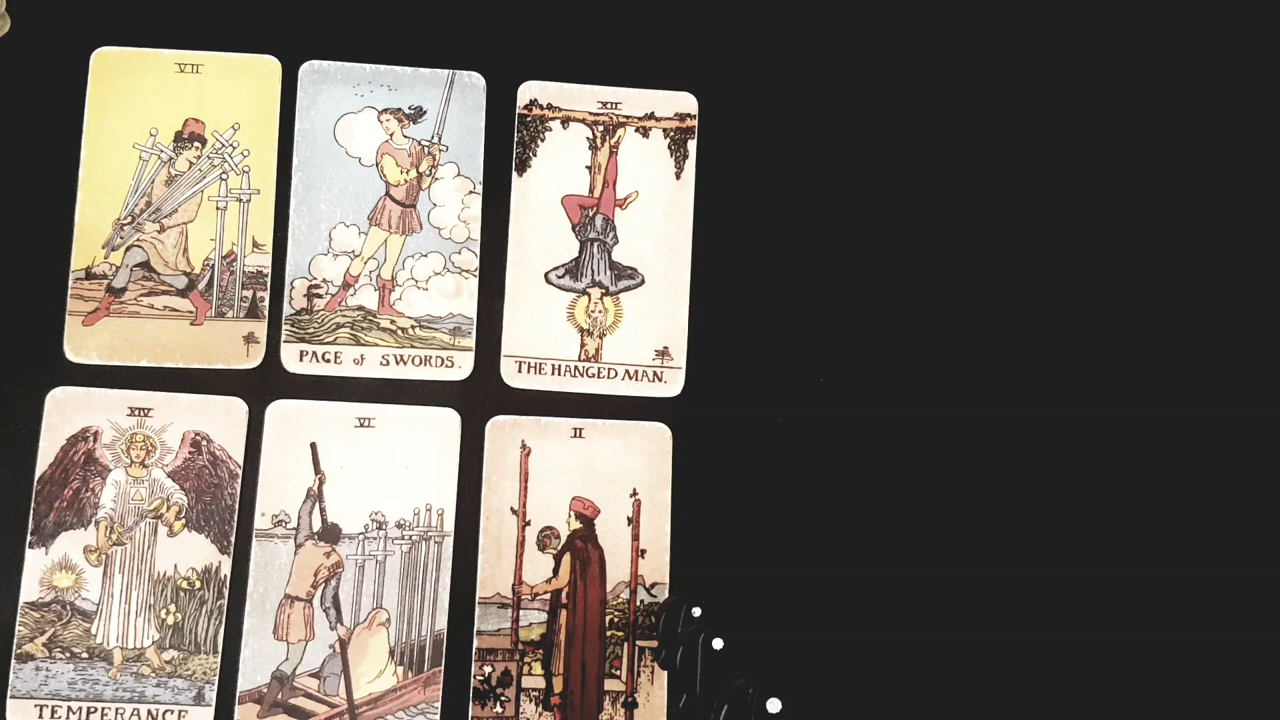 VII
PAGE of SWORDS.
XII
THE HANGED MAN.
XIV
TEMPERANCE
VI
II